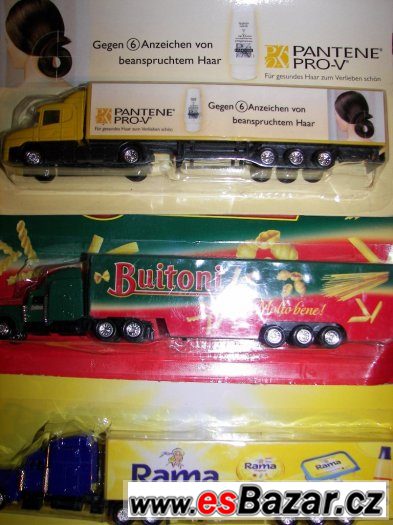 Gegen 6 Anzeichen von
beanspruchtem Haar
PANTENE
PRO-V
Für gesundes Haar zum Verlieben schön
PANTENE
PRO-V
Für gesundes Haar zum Verlieben schön
Gegen 6 Anzeichen von
beanspruchtem Haar
Buitoni
Molto bene!
Rama
Rama
Rama
www.esBazar.cz